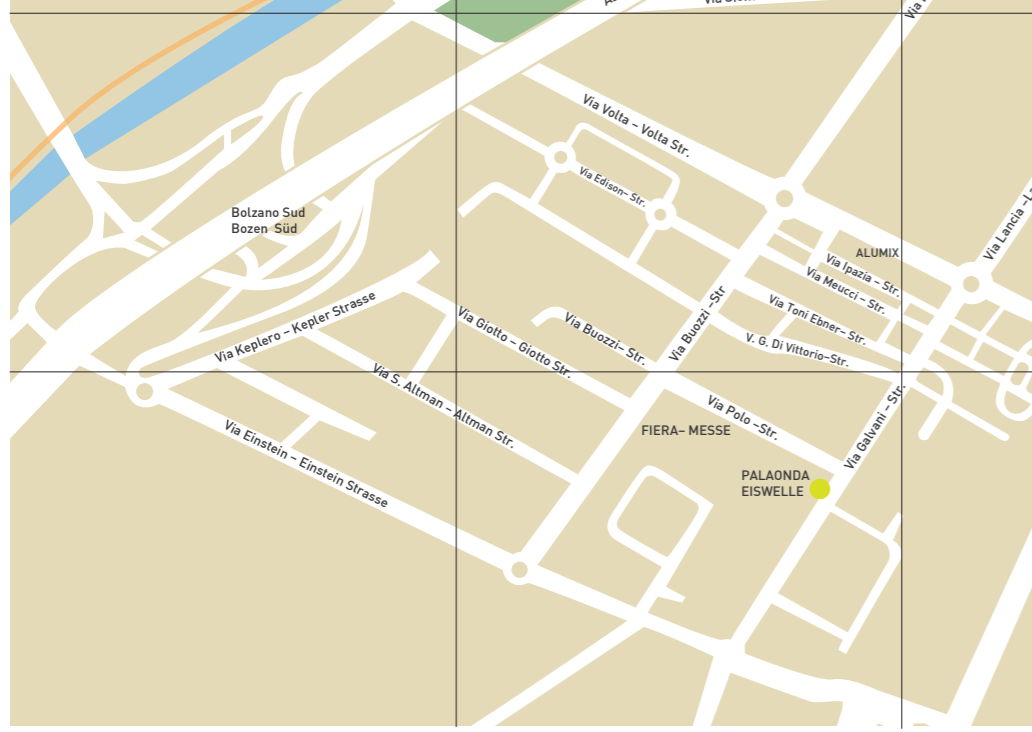 Via Volta – Volta Str.
Via Edison– Str.
Bolzano Sud
Bozen Süd
Via Lancia –
ALUMIX
Via Ipazia – Str.
Via Meucci – Str.
Via Toni Ebner– Str.
V. G. Di Vittorio–Str.
Via Buozzi –Str
Via Keplero – Kepler Strasse
Via Giotto – Giotto Str.
Via Buozzi– Str.
Via S. Altman – Altman Str.
Via Polo –Str.
Via Galvani – Str.
Via Einstein – Einstein Strasse
FIERA– MESSE
PALAONDA
EISWELLE